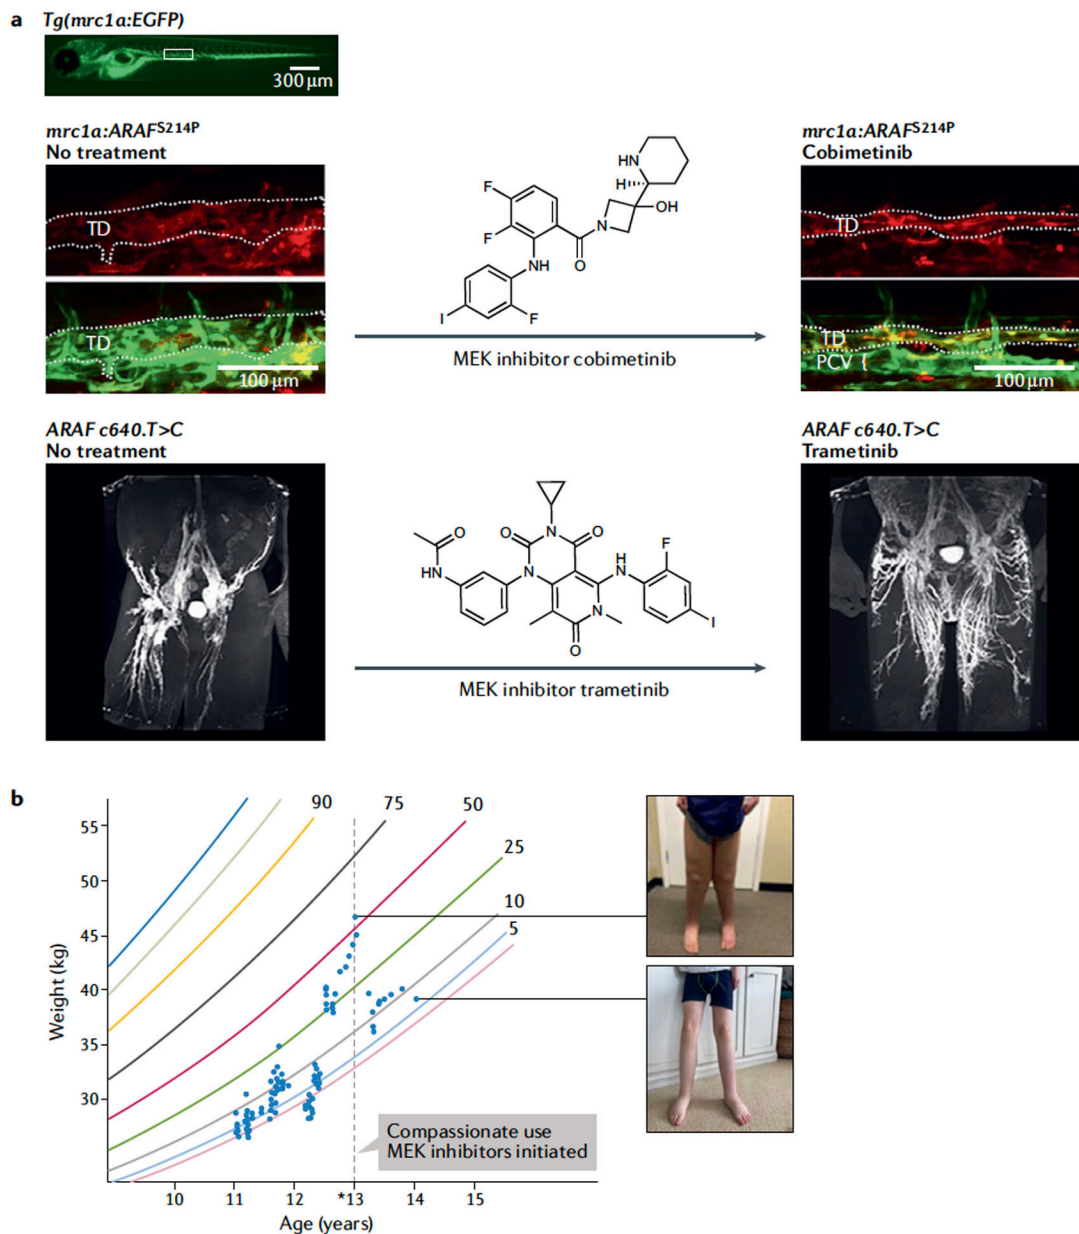 a
Tg(mrc1a:EGFP)
300 μm
mrc1a:ARAF^S214P
No treatment
TD
TD
100 μm
F
F
NH
O
N
OH
H
HN
I
F
MEK inhibitor cobimetinib
mrc1a:ARAF^S214P
Cobimetinib
TD
TD
PCV {
100 μm
ARAF c640.T>C
No treatment
O
HN
O
N
O
N
H
N
F
I
N
O
MEK inhibitor trametinib
ARAF c640.T>C
Trametinib
b
Weight (kg)
55
50
45
40
35
30
90
75
50
25
10
5
Compassionate use
MEK inhibitors initiated
10
11
12
*13
14
15
Age (years)